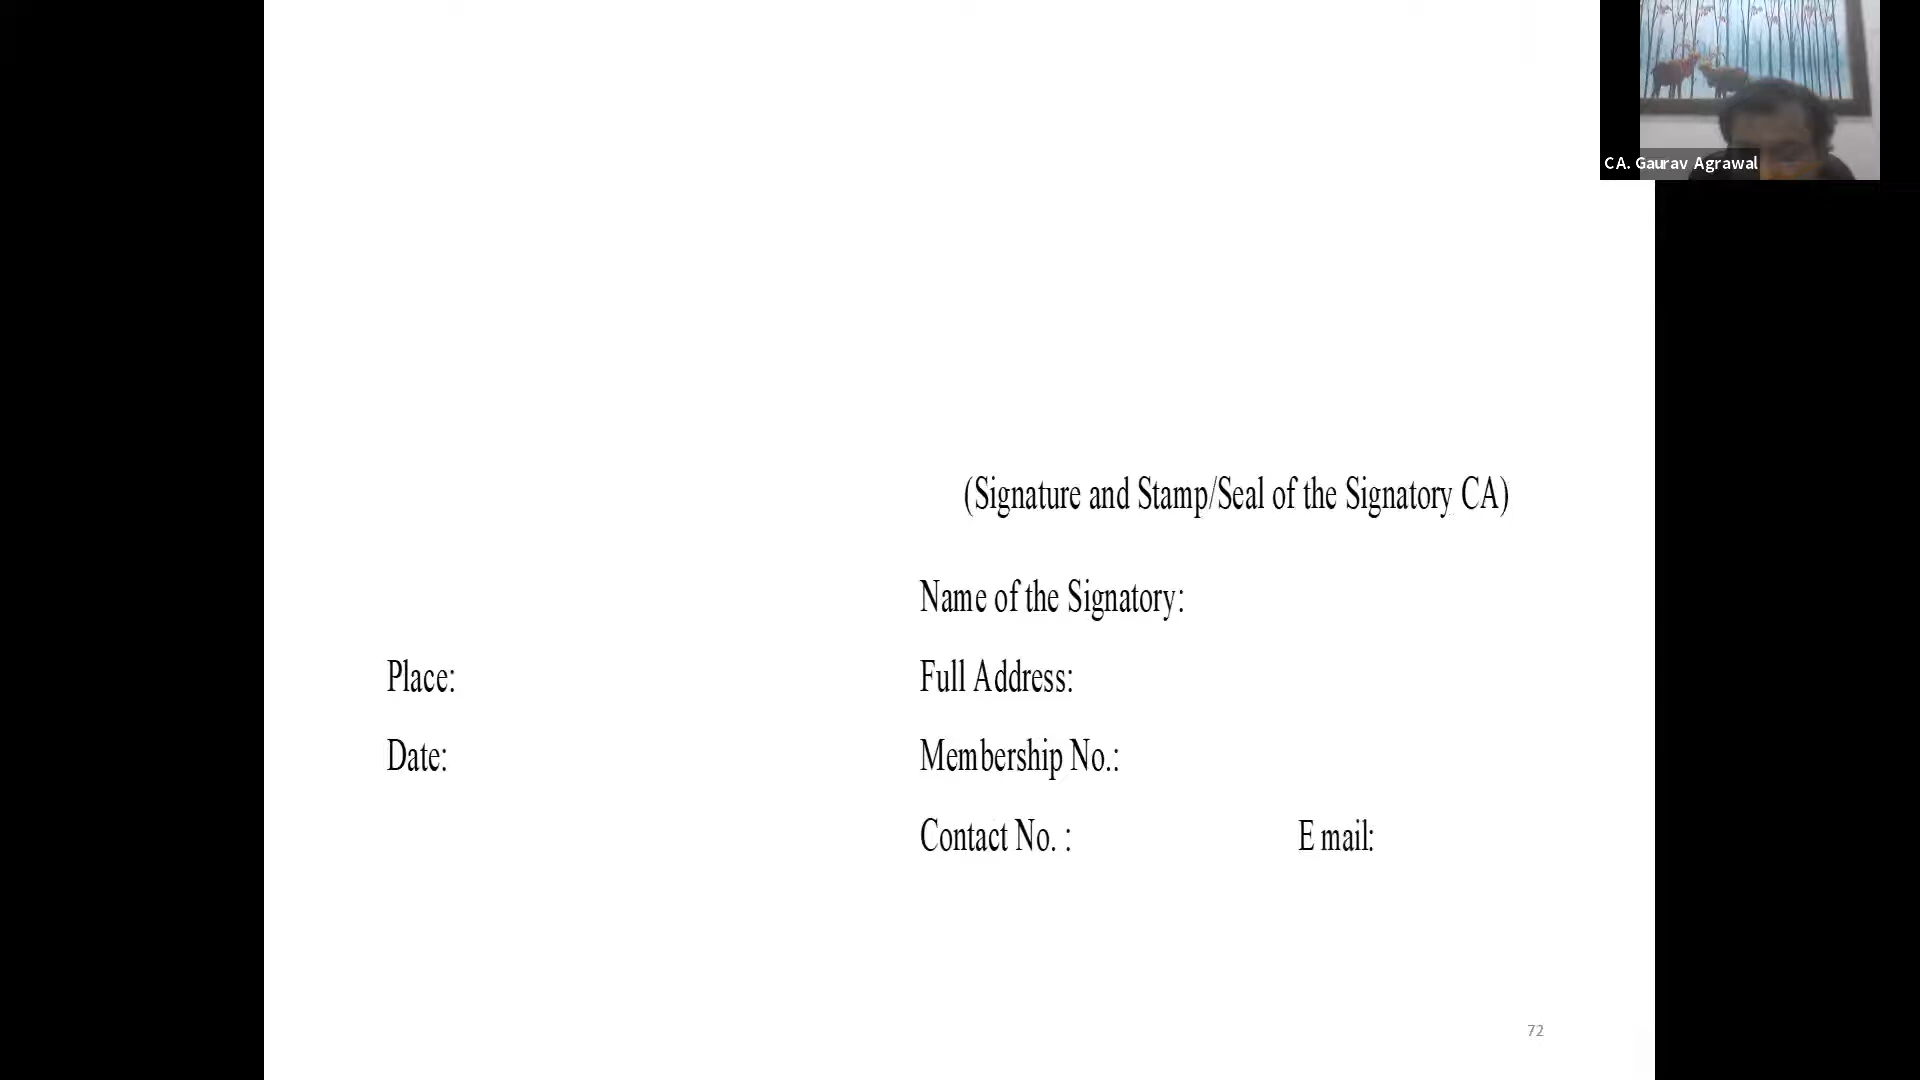 CA. Gaurav Agrawal
(Signature and Stamp/Seal of the Signatory CA)
Name of the Signatory:
Place: Full Address:
Date: Membership No.:
Contact No. : E mail:
72